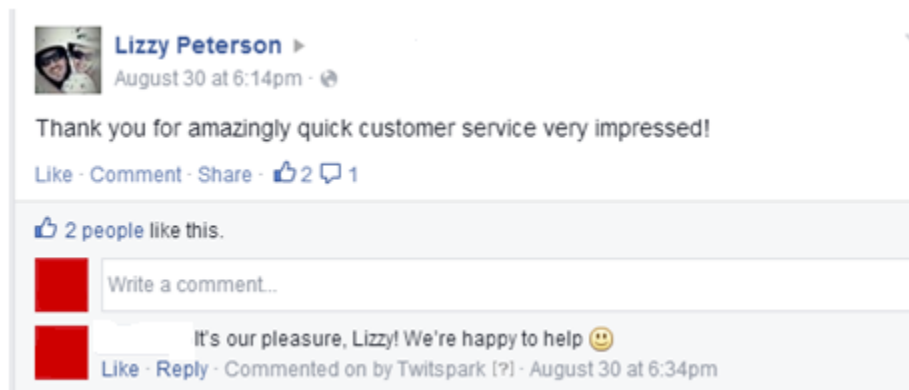 Lizzy Peterson ▸
August 30 at 6:14pm ·
Thank you for amazingly quick customer service very impressed!
Like · Comment · Share · 2 1
2 people like this.
Write a comment...
It's our pleasure, Lizzy! We're happy to help 🙂
Like · Reply · Commented on by Twitspark [?] · August 30 at 6:34pm